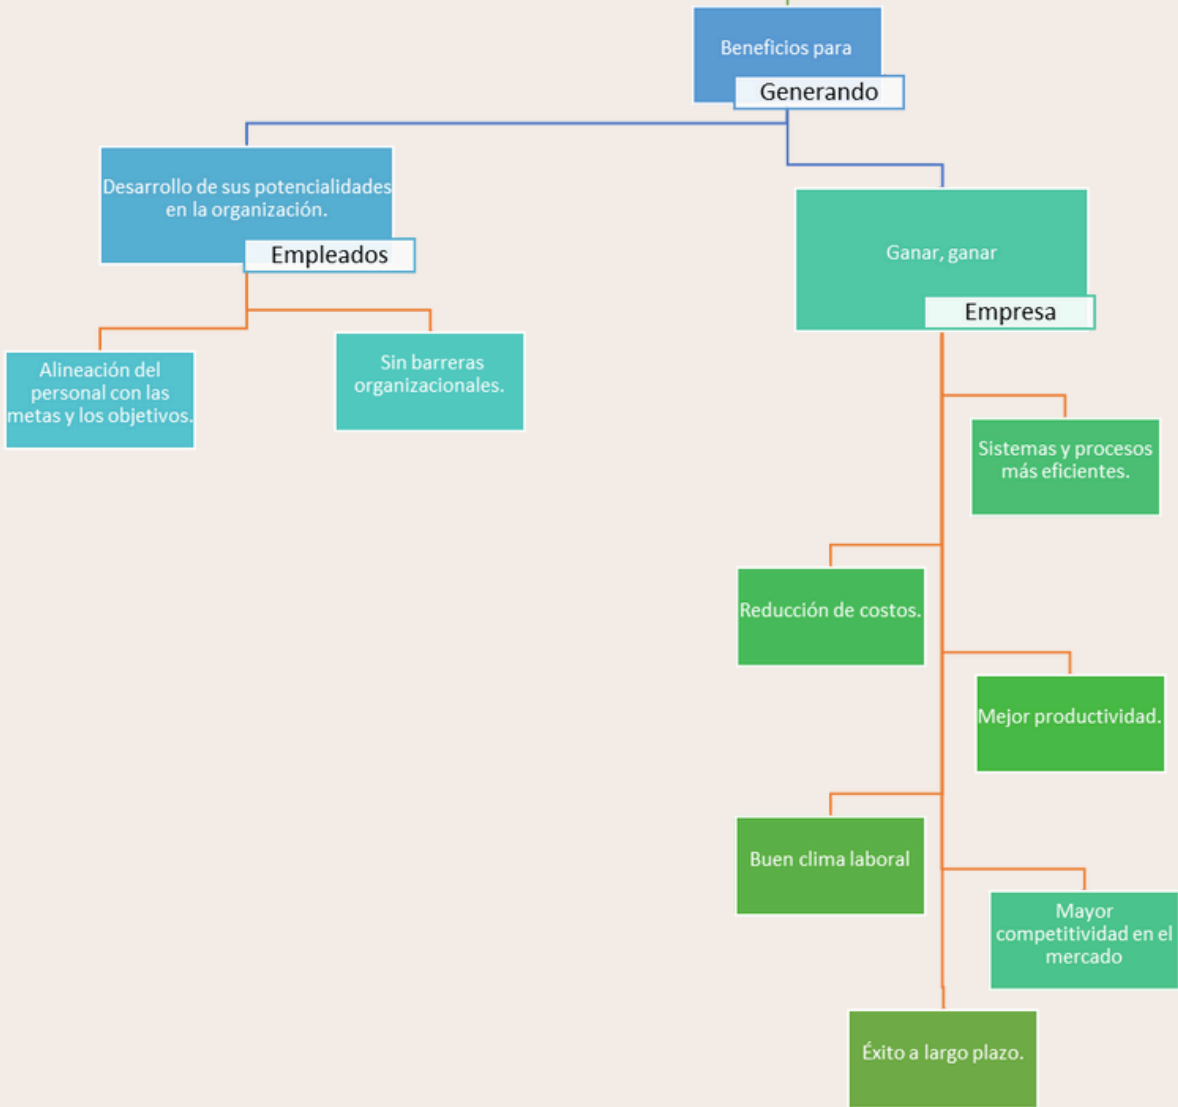 Beneficios para
Generando
Desarrollo de sus potencialidades
en la organización.
Empleados
Alineación del
personal con las
metas y los objetivos.
Sin barreras
organizacionales.
Ganar, ganar
Empresa
Sistemas y procesos
más eficientes.
Reducción de costos.
Mejor productividad.
Buen clima laboral
Mayor
competitividad en el
mercado
Éxito a largo plazo.